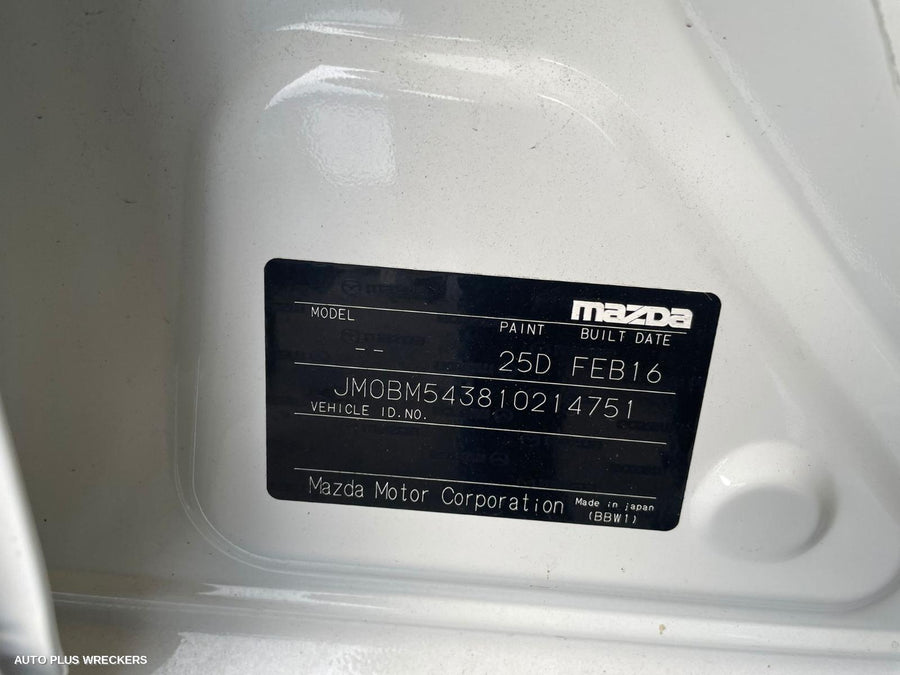 mazda
MODEL PAINT BUILT DATE
-- 25D FEB16
JM0BM543810214751
VEHICLE ID.NO.
Mazda Motor Corporation Made in japan
(BBW1)
AUTO PLUS WRECKERS